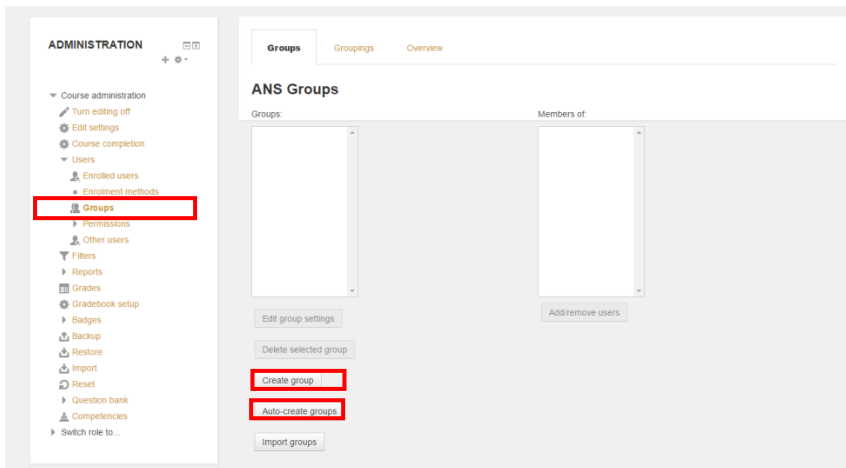 ADMINISTRATION
Course administration
Turn editing off
Edit settings
Course completion
Users
Enrolled users
Enrolment methods
Groups
Permissions
Other users
Filters
Reports
Grades
Gradebook setup
Badges
Backup
Restore
Import
Reset
Question bank
Competencies
Switch role to...
Groups Groupings Overview
ANS Groups
Groups: Members of:
Edit group settings Add/remove users
Delete selected group
Create group
Auto-create groups
Import groups